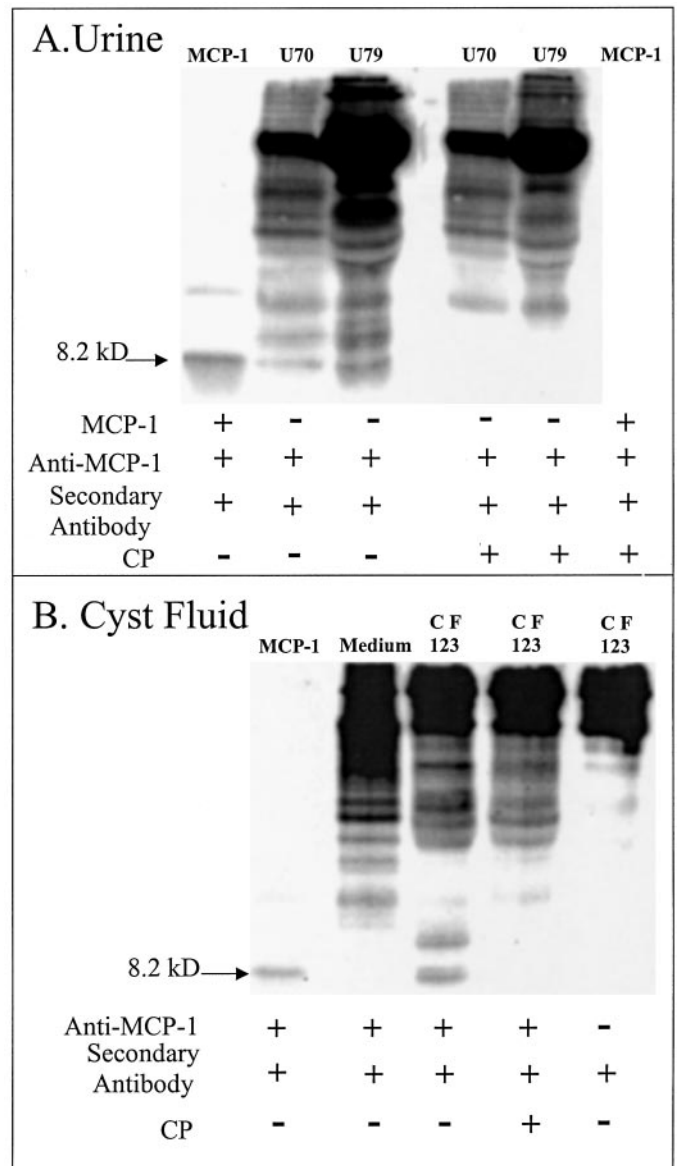 A.Urine
MCP-1 U70 U79 U70 U79 MCP-1
8.2 kD
MCP-1 + - - - - +
Anti-MCP-1 + + + + + +
Secondary
Antibody + + + + + +
CP - - - + + +
B. Cyst Fluid
MCP-1 Medium C F 123 C F 123 C F 123
8.2 kD
Anti-MCP-1 + + + + -
Secondary
Antibody + + + + +
CP - - - + -